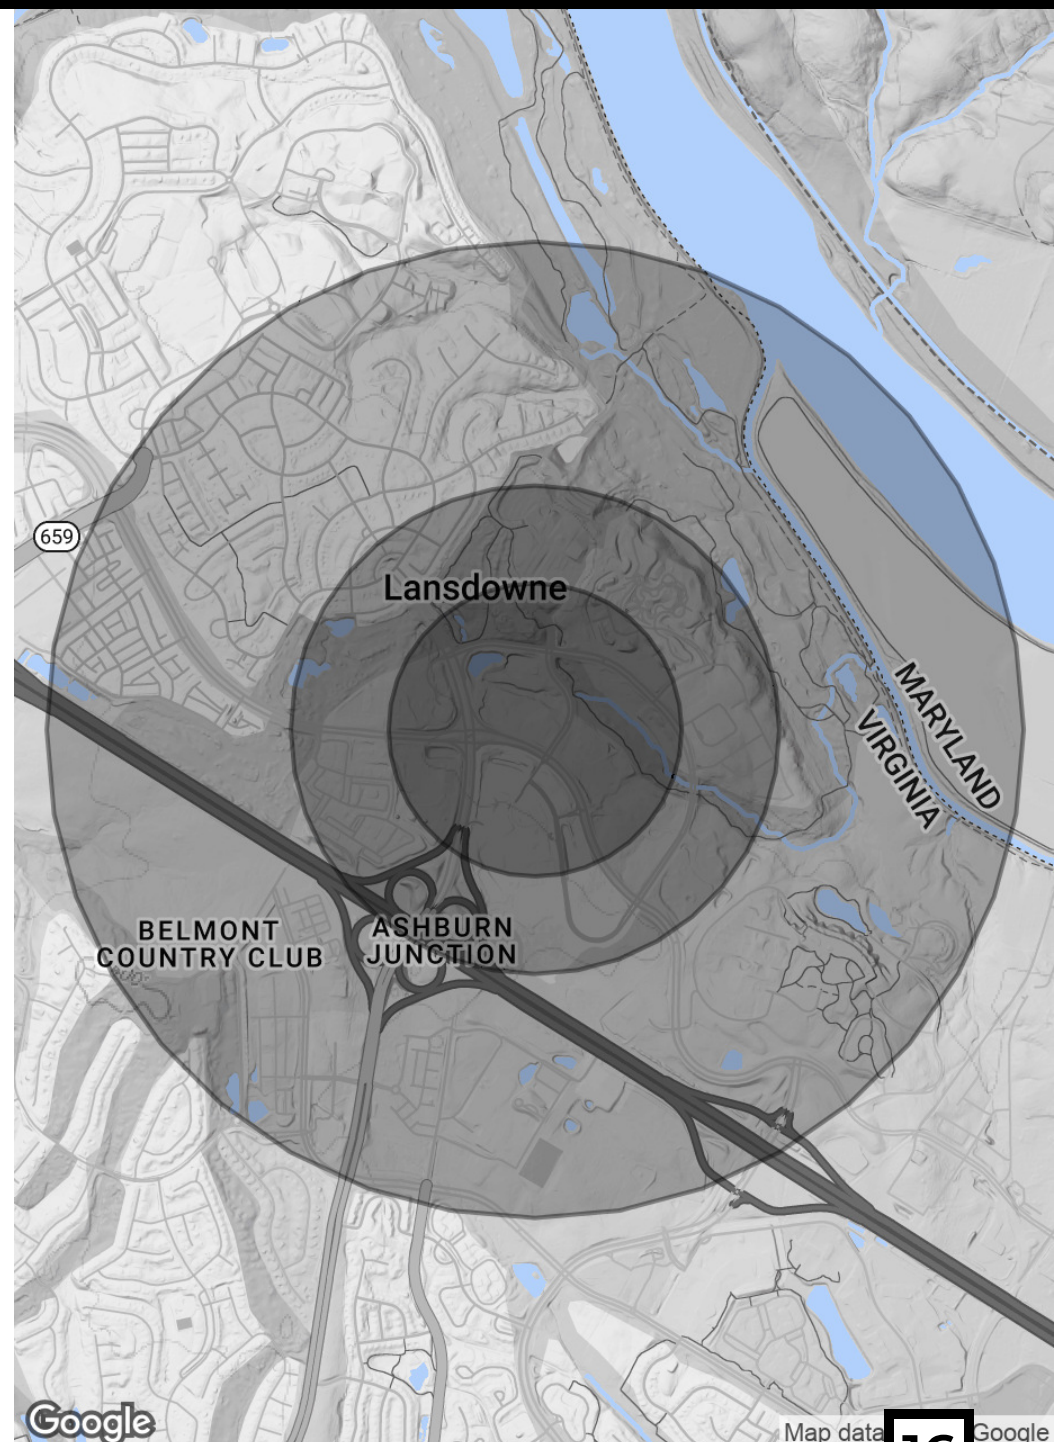 659
Lansdowne
MARYLAND
VIRGINIA
BELMONT
COUNTRY CLUB
ASHBURN
JUNCTION
Google
Map data
Google